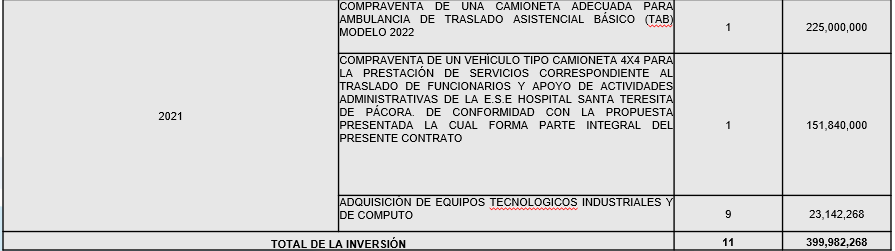 COMPRAVENTA DE UNA CAMIONETA ADECUADA PARA
AMBULANCIA DE TRASLADO ASISTENCIAL BÁSICO (TAB)
MODELO 2022
1
225,000,000
2021
COMPRAVENTA DE UN VEHÍCULO TIPO CAMIONETA 4X4 PARA
LA PRESTACIÓN DE SERVICIOS CORRESPONDIENTE AL
TRASLADO DE FUNCIONARIOS Y APOYO DE ACTIVIDADES
ADMINISTRATIVAS DE LA E.S.E HOSPITAL SANTA TERESITA
DE PÁCORA. DE CONFORMIDAD CON LA PROPUESTA
PRESENTADA LA CUAL FORMA PARTE INTEGRAL DEL
PRESENTE CONTRATO
1
151,840,000
ADQUISICIÓN DE EQUIPOS TECNOLOGICOS INDUSTRIALES Y
DE COMPUTO
9
23,142,268
TOTAL DE LA INVERSIÓN
11
399,982,268